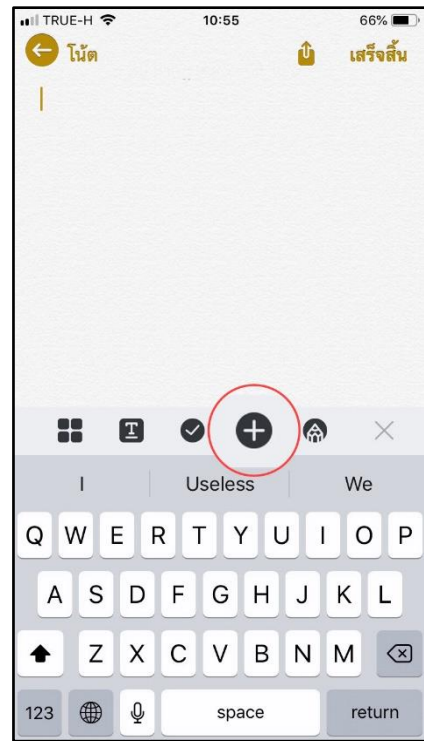 TRUE-H 10:55 66%
โน้ต เสร็จสิ้น
T
I Useless We
Q W E R T Y U I O P
A S D F G H J K L
Z X C V B N M
123 space return